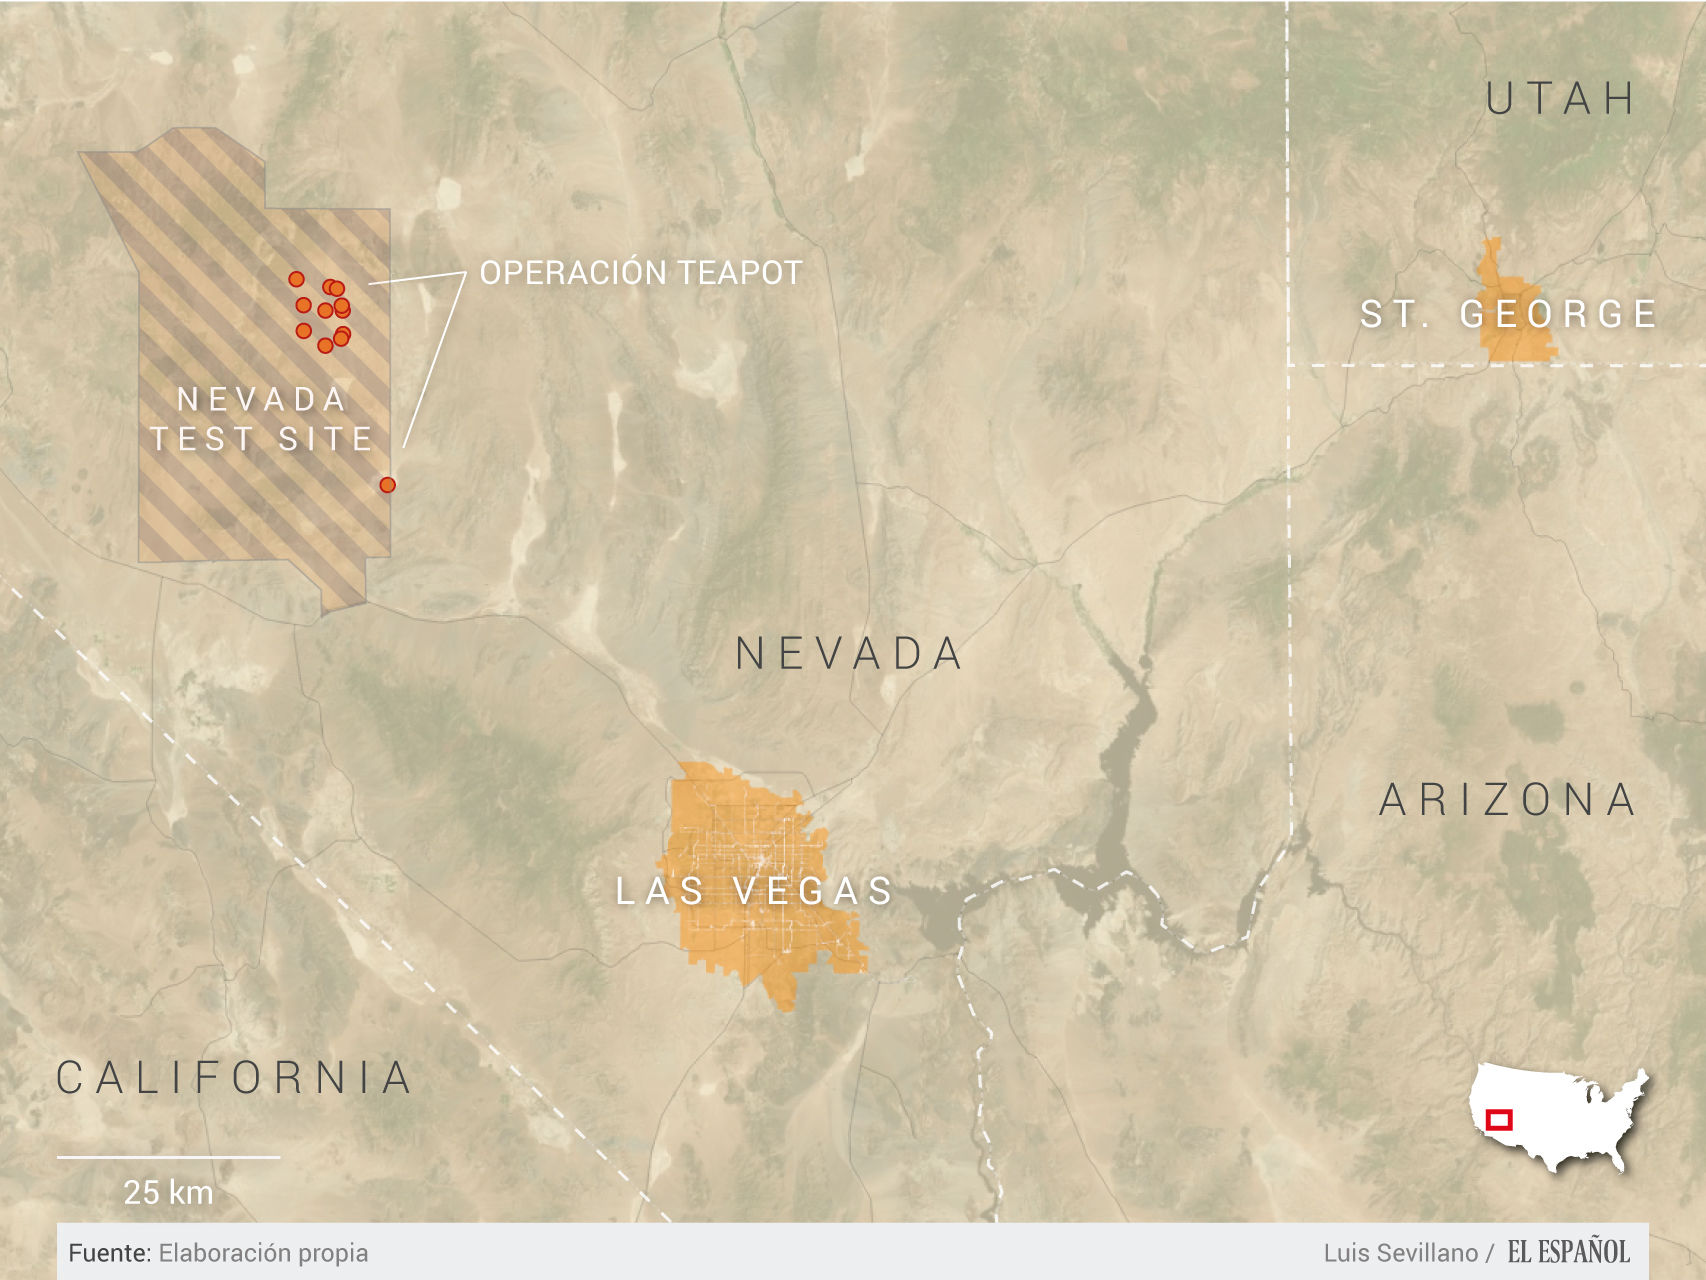 UTAH
OPERACIÓN TEAPOT
ST. GEORGE
NEVADA
TEST SITE
NEVADA
ARIZONA
LAS VEGAS
CALIFORNIA
25 km
Fuente: Elaboración propia
Luis Sevillano / EL ESPAÑOL